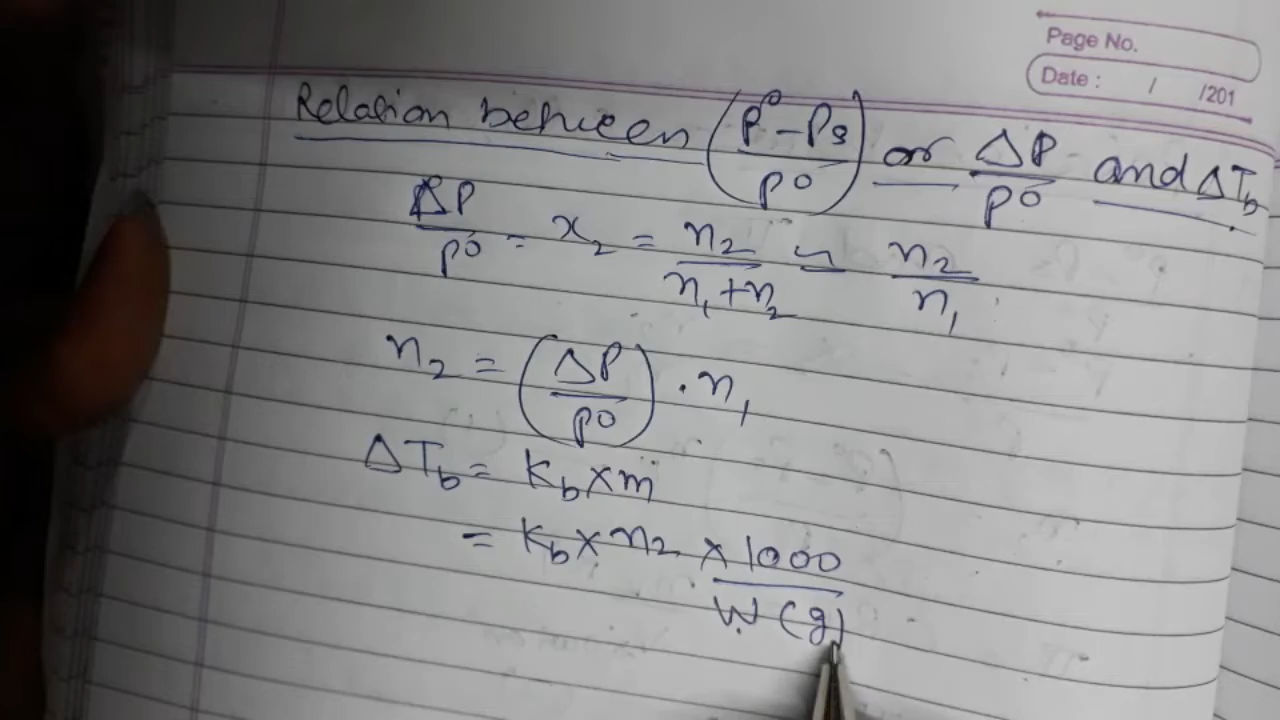 Page No.
Date : / /201
Relation between (P° - Ps / P°) or ΔP / P° and ΔTb.
ΔP / P° = x₂ = n₂ / n₁ + n₂ ≃ n₂ / n₁
n₂ = (ΔP / P°) . n₁
ΔTb = Kb × m
= Kb × n₂ × 1000 / W (g)